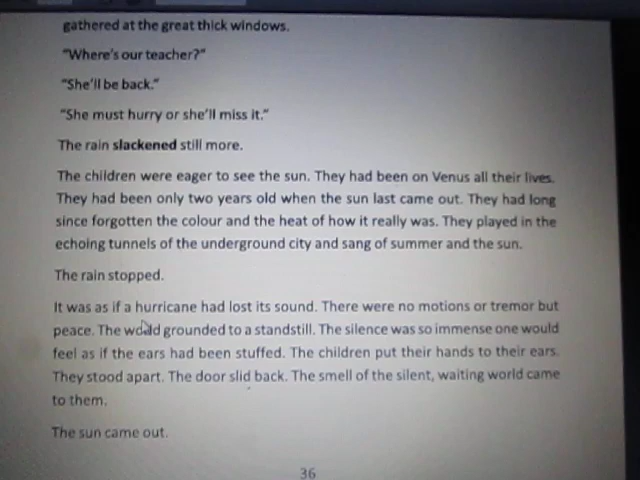 gathered at the great thick windows.
"Where's our teacher?"
"She'll be back."
"She must hurry or she'll miss it."
The rain slackened still more.
The children were eager to see the sun. They had been on Venus all their lives.
They had been only two years old when the sun last came out. They had long
since forgotten the colour and the heat of how it really was. They played in the
echoing tunnels of the underground city and sang of summer and the sun.
The rain stopped.
It was as if a hurricane had lost its sound. There were no motions or tremor but
peace. The world grounded to a standstill. The silence was so immense one would
feel as if the ears had been stuffed. The children put their hands to their ears.
They stood apart. The door slid back. The smell of the silent, waiting world came
to them.
The sun came out.
36